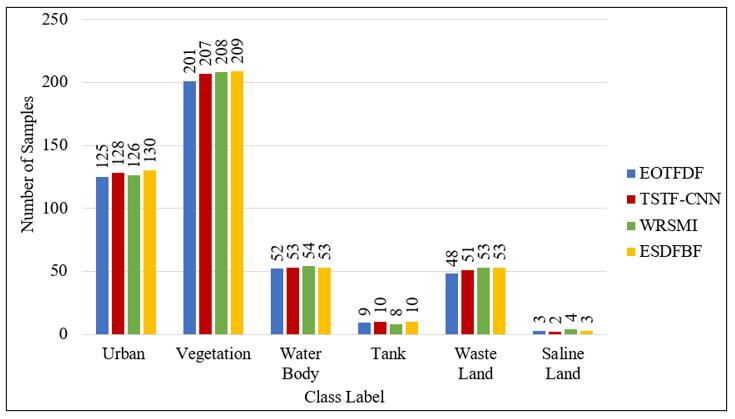 250
200
150
100
50
0
Number of Samples
125
128
126
130
201
207
208
209
52
53
54
53
9
10
8
10
48
51
53
53
3
2
4
3
Urban
Vegetation
Water
Body
Tank
Waste
Land
Saline
Land
Class Label
EOTFDF
TSTF-CNN
WRSMI
ESDFBF